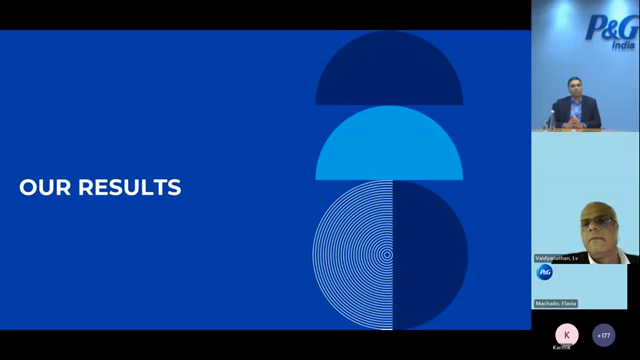 OUR RESULTS
P&G
India
Vaidyanathan, Lv
P&G
Machado, Flavia
K
Karthik
+177